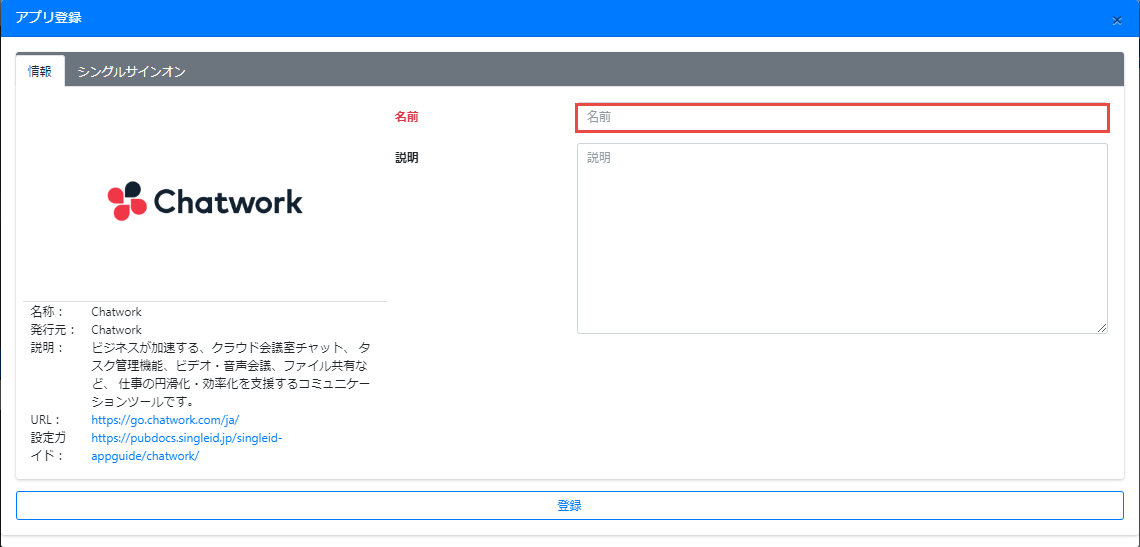 アプリ登録
×
情報 シングルサインオン
名前 名前
説明 説明
Chatwork
名称： Chatwork
発行元： Chatwork
説明： ビジネスが加速する、クラウド会議室チャット、 タ
スク管理機能、ビデオ・音声会議、ファイル共有な
ど、 仕事の円滑化・効率化を支援するコミュニケー
ションツールです。
URL： https://go.chatwork.com/ja/
設定ガ https://pubdocs.singleid.jp/singleid-
イド： appguide/chatwork/
登録